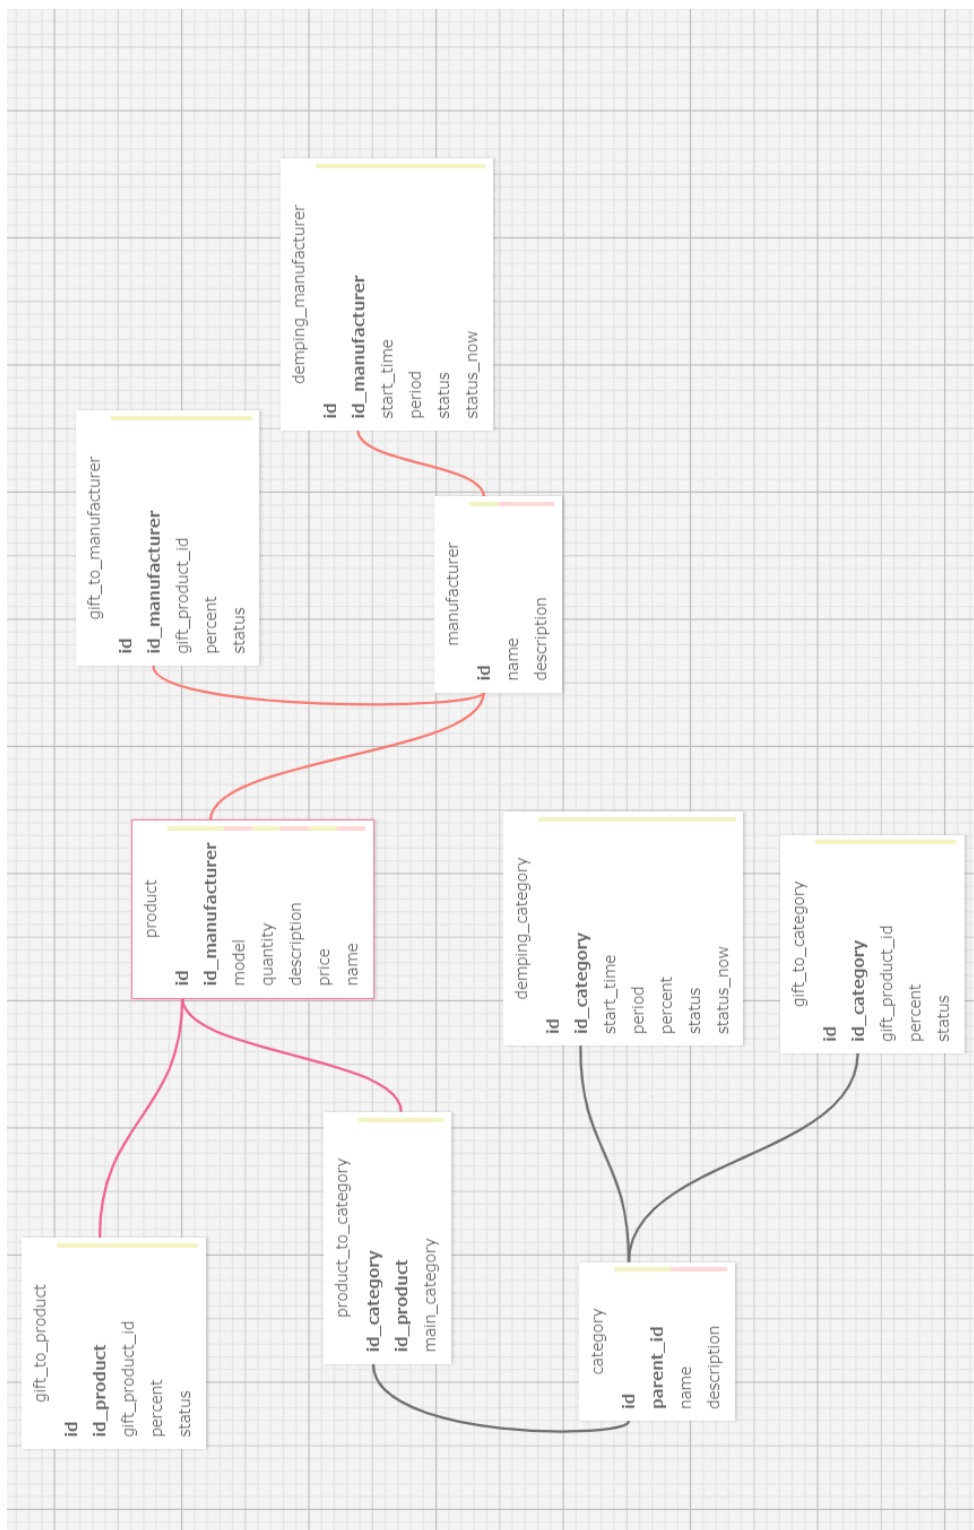 gift_to_product
id
id_product
gift_product_id
percent
status
product_to_category
id_category
id_product
main_category
category
id
parent_id
name
description
product
id
id_manufacturer
model
quantity
description
price
name
demping_category
id
id_category
start_time
period
percent
status
status_now
gift_to_category
id
id_category
gift_product_id
percent
status
gift_to_manufacturer
id
id_manufacturer
gift_product_id
percent
status
manufacturer
id
name
description
demping_manufacturer
id
id_manufacturer
start_time
period
status
status_now